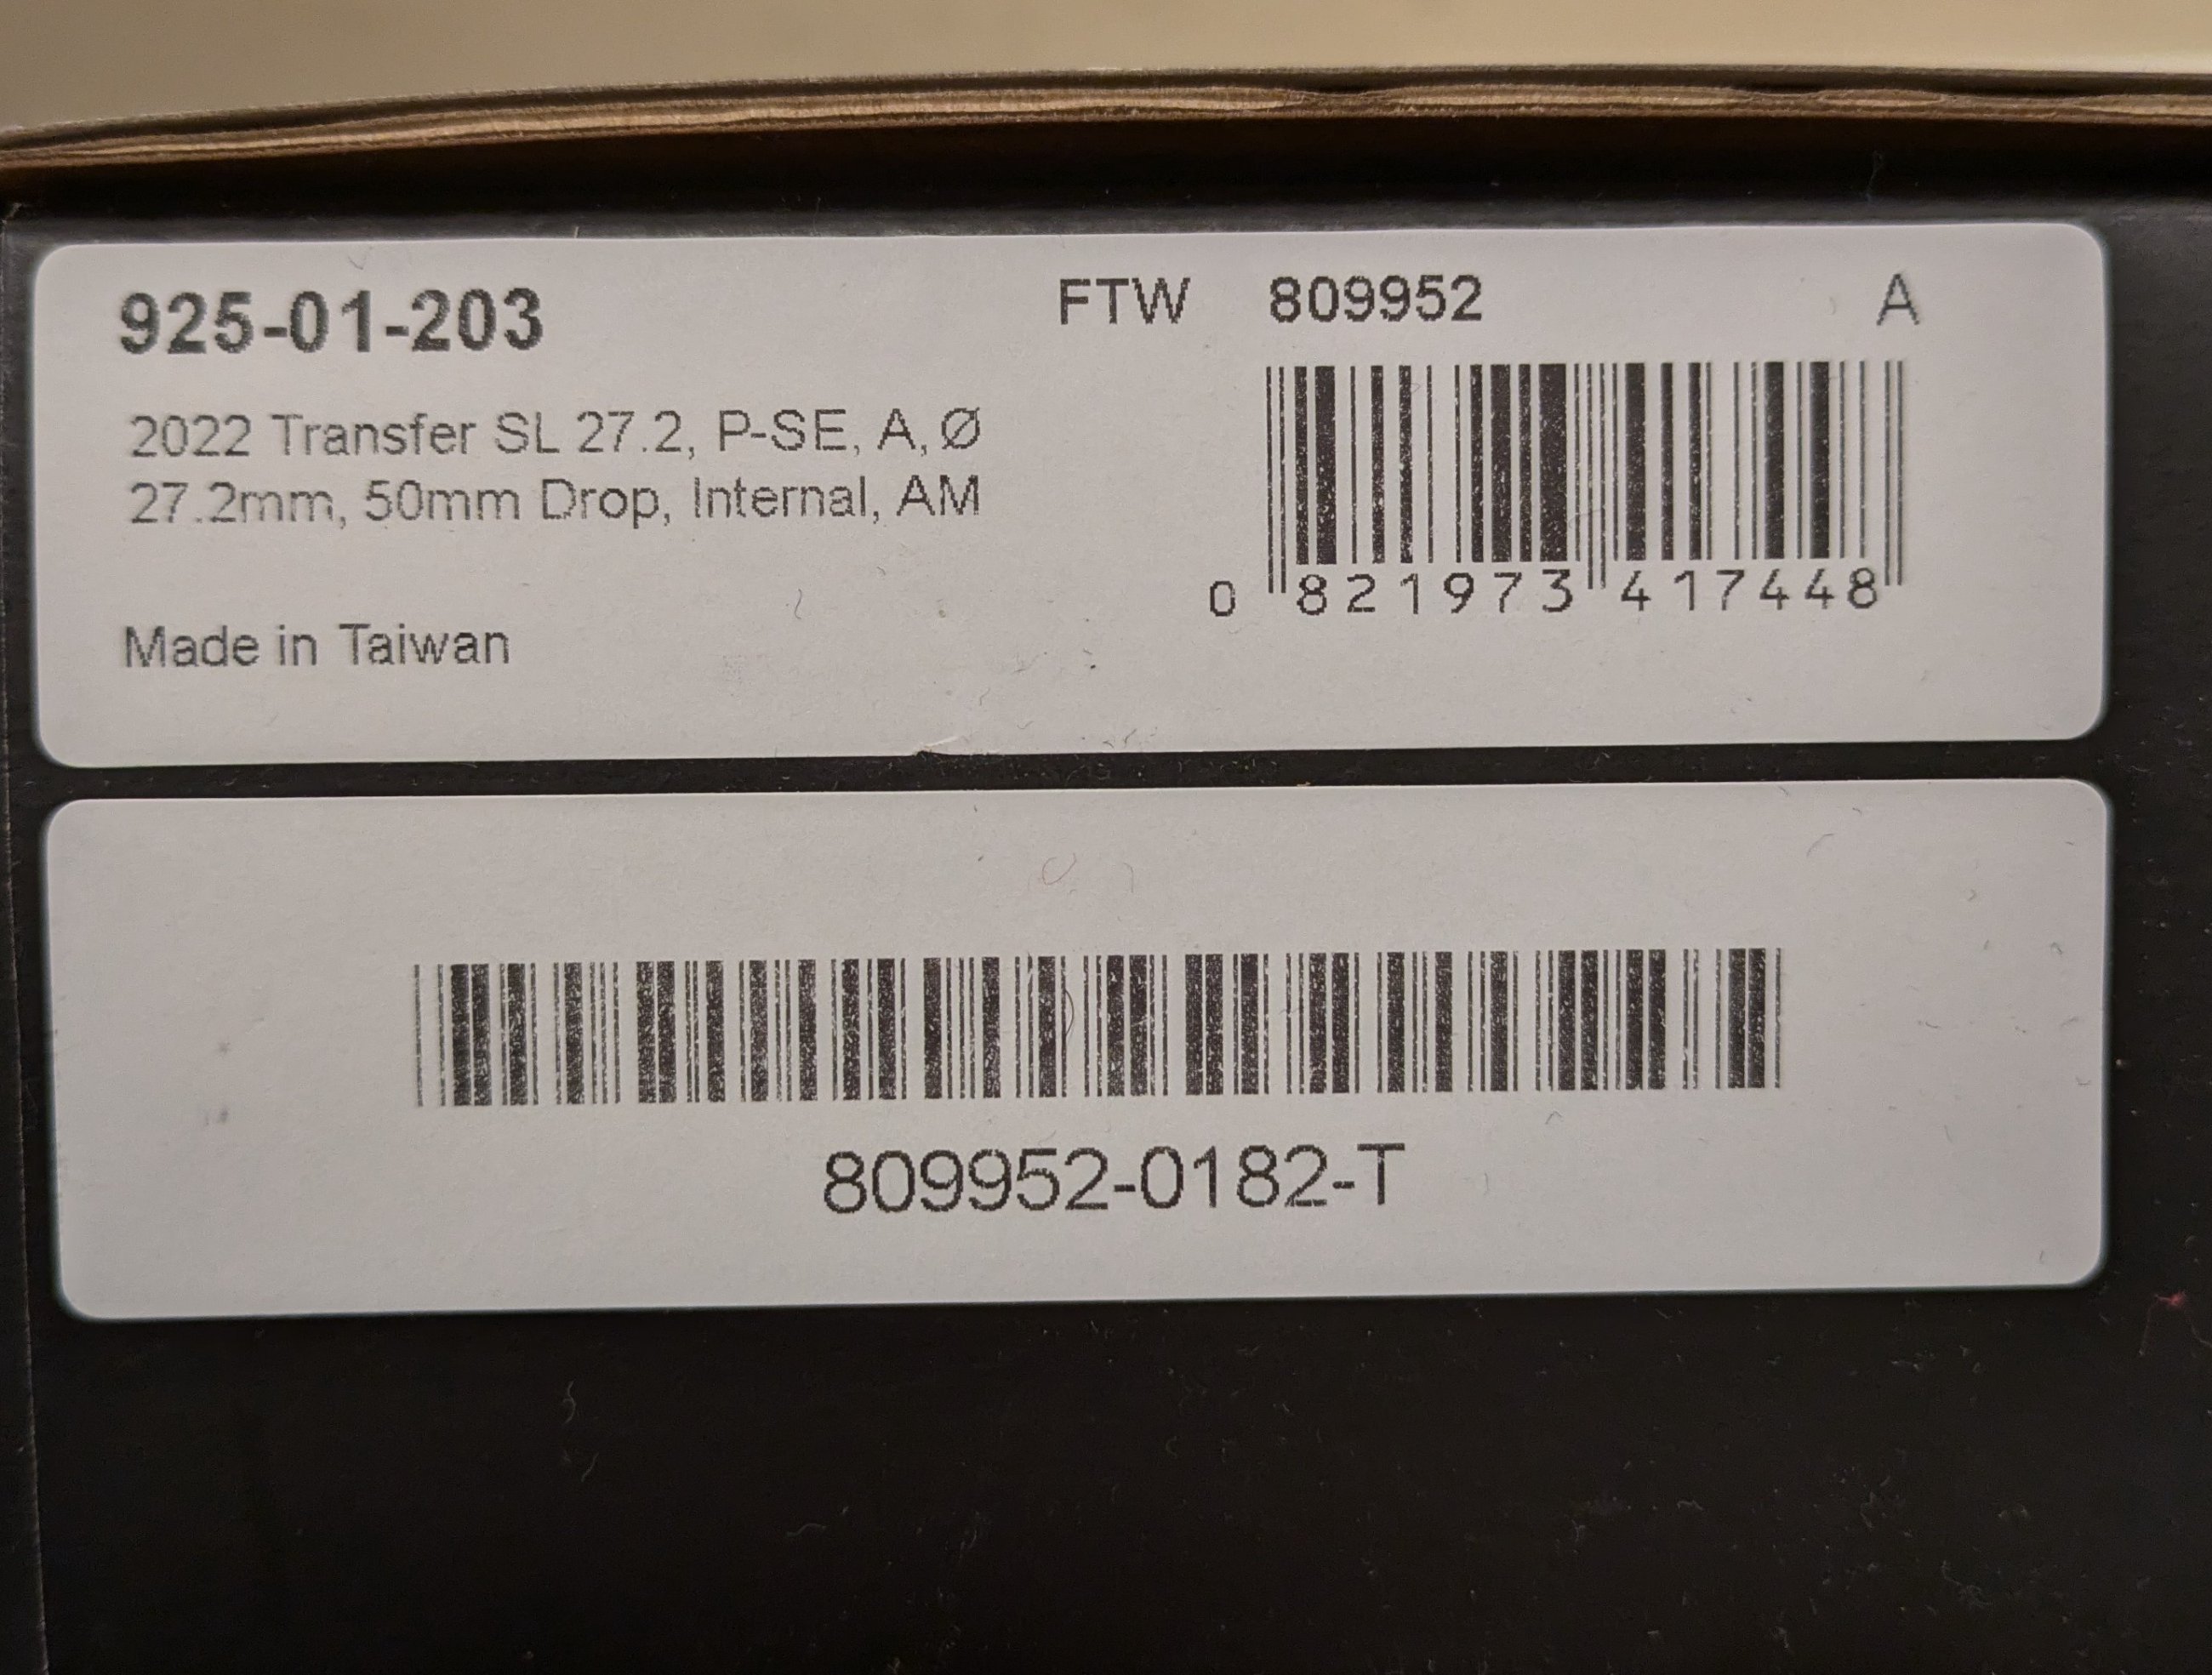 925-01-203
FTW 809952 A
2022 Transfer SL 27.2, P-SE, A, Ø
27.2mm, 50mm Drop, Internal, AM
0 821973 417448
Made in Taiwan
809952-0182-T